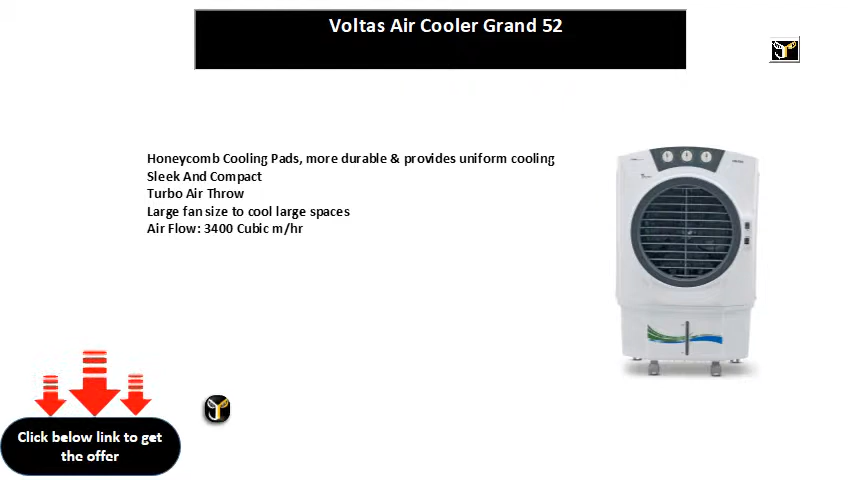 Voltas Air Cooler Grand 52
Honeycomb Cooling Pads, more durable & provides uniform cooling
Sleek And Compact
Turbo Air Throw
Large fan size to cool large spaces
Air Flow: 3400 Cubic m/hr
Click below link to get
the offer